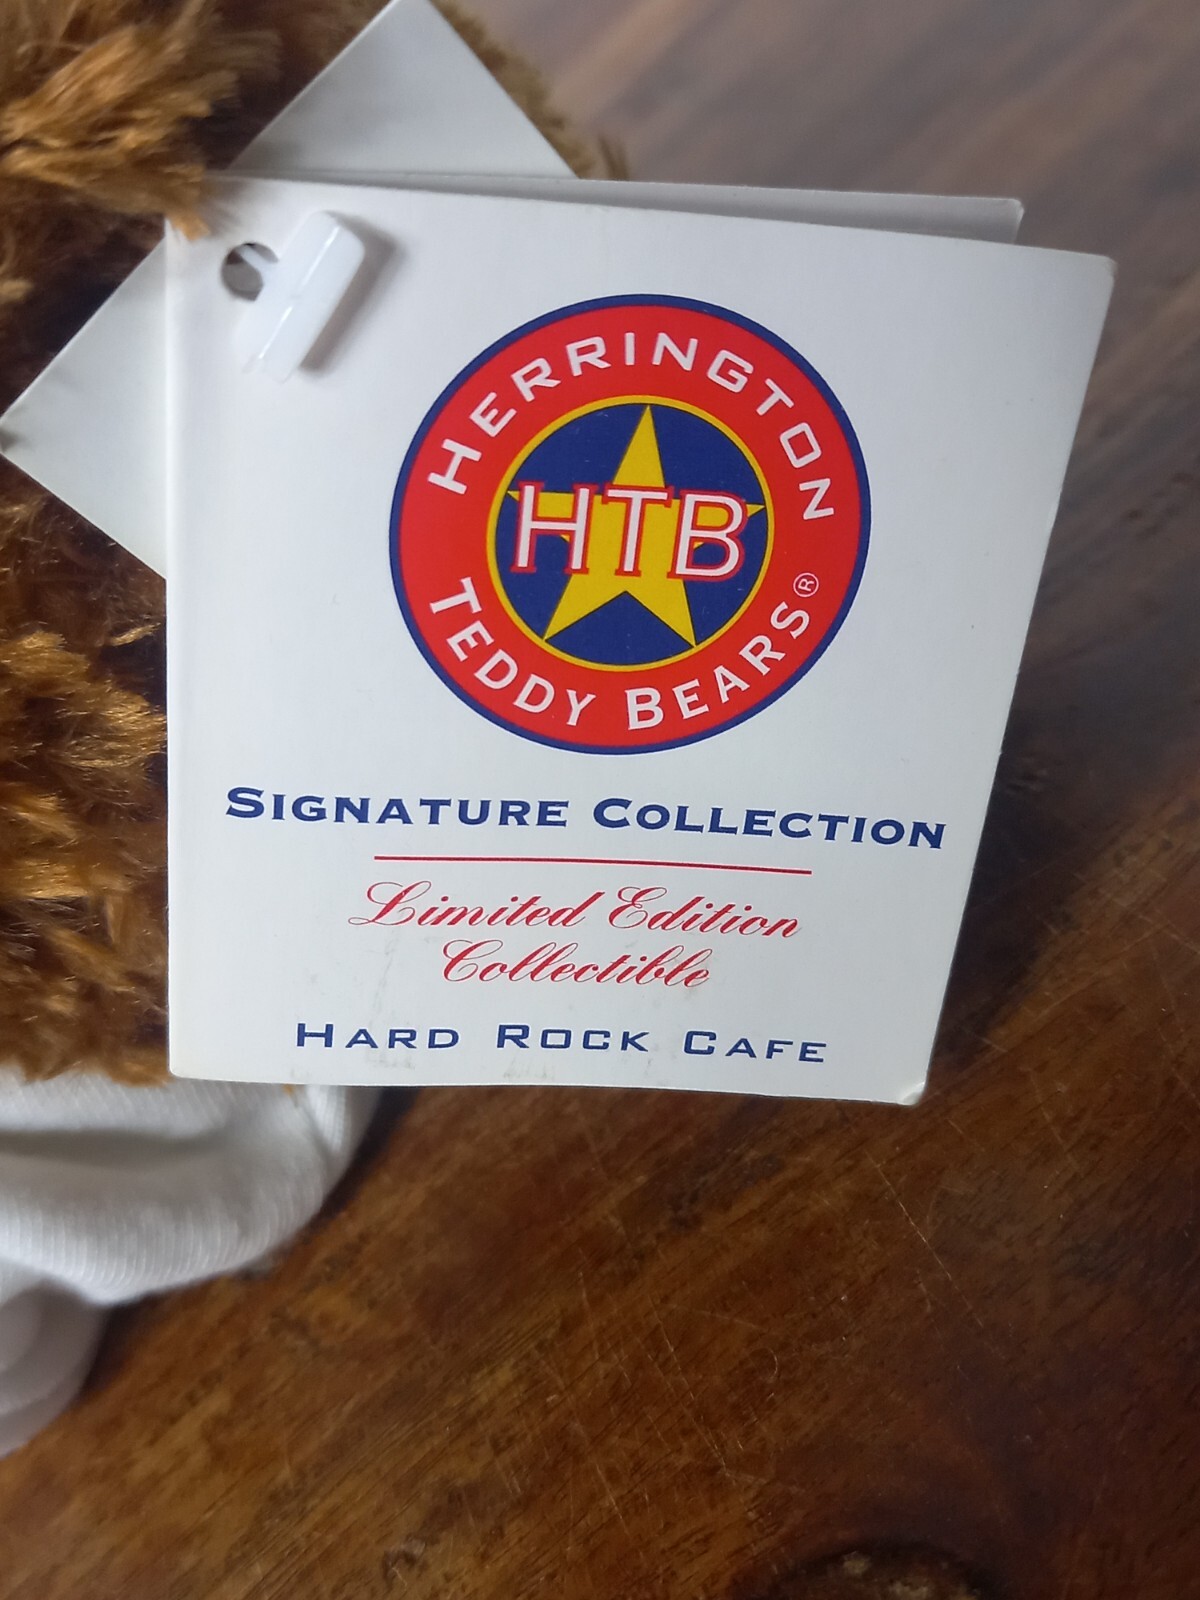 HERRINGTON
HTB
TEDDY BEARS®
SIGNATURE COLLECTION
Limited Edition
Collectible
HARD ROCK CAFE